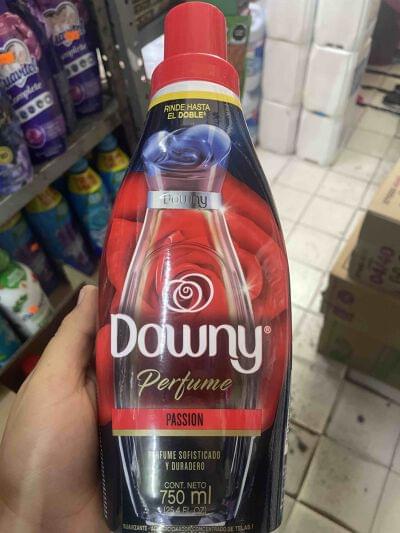 RINDE HASTA
EL DOBLE
Downy
Downy®
Perfume
PASSION
PERFUME SOFISTICADO
Y DURADERO
CONT. NETO
750 ml
(25.4 FL. OZ)